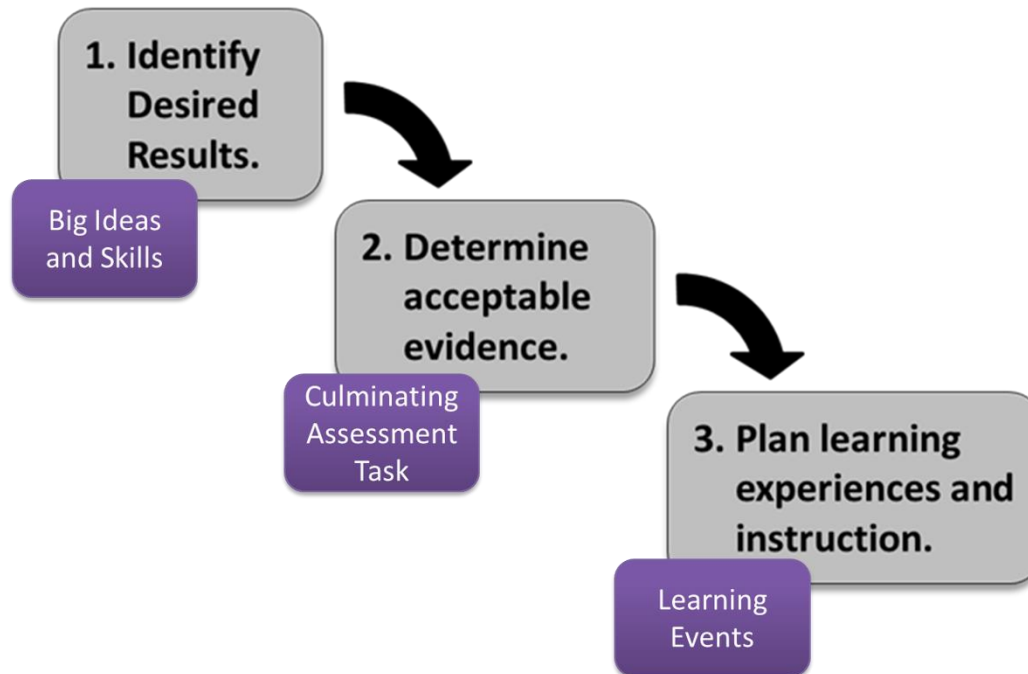 1. Identify
Desired
Results.
Big Ideas
and Skills
2. Determine
acceptable
evidence.
Culminating
Assessment
Task
3. Plan learning
experiences and
instruction.
Learning
Events